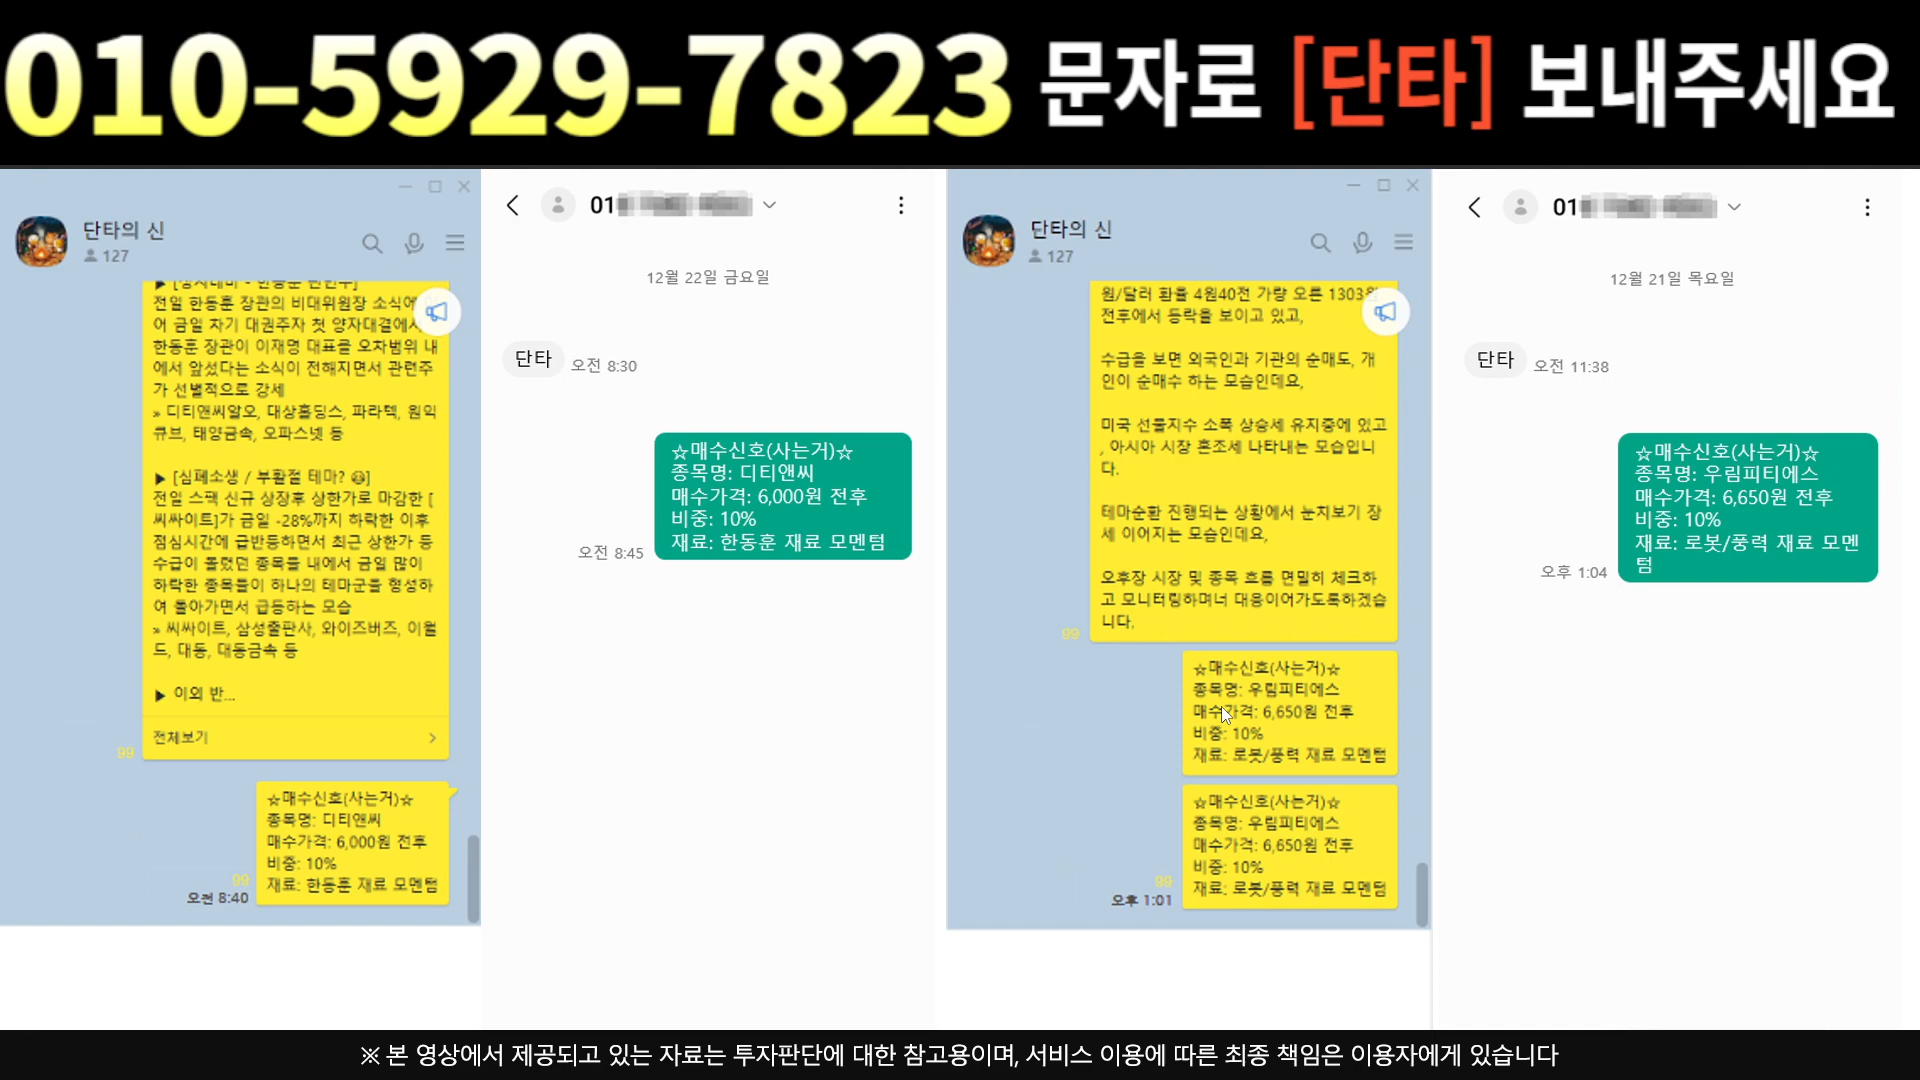 010-5929-7823 문자로 [단타] 보내주세요
단타의 신
127
전일 한동훈 장관의 비대위원장 소식에
어 금일 차기 대권주자 첫 양자대결에서
한동훈 장관이 이재명 대표를 오차범위 내
에서 앞섰다는 소식이 전해지면서 관련주
가 선별적으로 강세
» 디티앤씨알오, 대상홀딩스, 파라텍, 원익
큐브, 태양금속, 오파스넷 등
▶ [심폐소생 / 부활절 테마? 😀]
전일 스팩 신규 상장후 상한가로 마감한 [
씨싸이트]가 금일 -28%까지 하락한 이후
점심시간에 급반등하면서 최근 상한가 등
수급이 몰렸던 종목들 내에서 금일 많이
하락한 종목들이 하나의 테마군을 형성하
여 돌아가면서 급등하는 모습
» 씨싸이트, 삼성출판사, 와이즈버즈, 이월
드, 대동, 대동금속 등
▶ 이외 반...
전체보기
99
☆매수신호(사는거)☆
종목명: 디티앤씨
매수가격: 6,000원 전후
비중: 10%
재료: 한동훈 재료 모멘텀
99
오전 8:40
01
12월 22일 금요일
단타
오전 8:30
☆매수신호(사는거)☆
종목명: 디티앤씨
매수가격: 6,000원 전후
비중: 10%
재료: 한동훈 재료 모멘텀
오전 8:45
단타의 신
127
원/달러 환율 4원40전 가량 오른 1303원
전후에서 등락을 보이고 있고,
수급을 보면 외국인과 기관의 순매도, 개
인이 순매수 하는 모습인데요,
미국 선물지수 소폭 상승세 유지중에 있고
, 아시아 시장 혼조세 나타내는 모습입니
다.
테마순환 진행되는 상황에서 눈치보기 장
세 이어지는 모습인데요,
오후장 시장 및 종목 흐름 면밀히 체크하
고 모니터링하며너 대응이어가도록하겠습
니다.
99
☆매수신호(사는거)☆
종목명: 우림피티에스
매수가격: 6,650원 전후
비중: 10%
재료: 로봇/풍력 재료 모멘텀
☆매수신호(사는거)☆
종목명: 우림피티에스
매수가격: 6,650원 전후
비중: 10%
재료: 로봇/풍력 재료 모멘텀
99
오후 1:01
01
12월 21일 목요일
단타
오전 11:38
☆매수신호(사는거)☆
종목명: 우림피티에스
매수가격: 6,650원 전후
비중: 10%
재료: 로봇/풍력 재료 모멘
텀
오후 1:04
※ 본 영상에서 제공되고 있는 자료는 투자판단에 대한 참고용이며, 서비스 이용에 따른 최종 책임은 이용자에게 있습니다